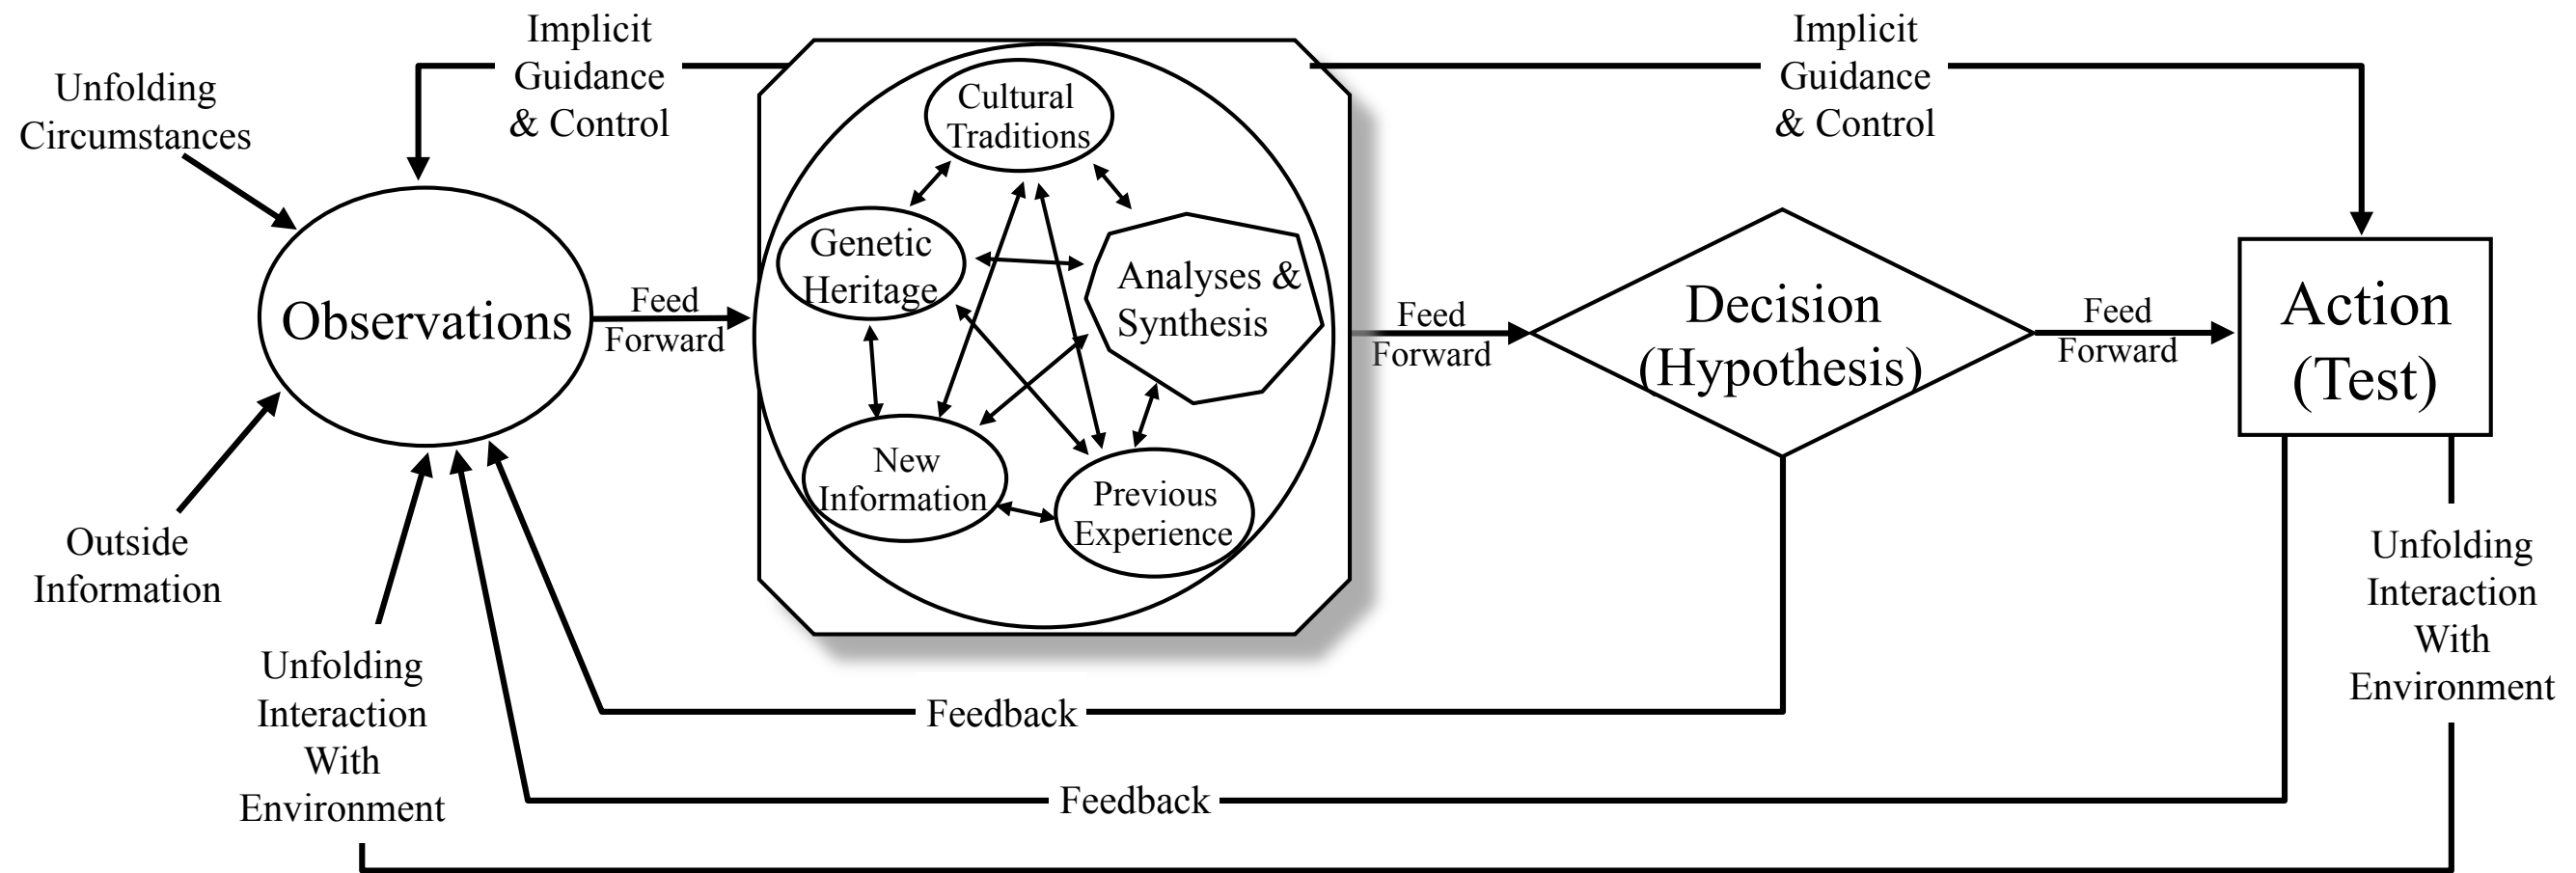 Implicit
Guidance
& Control
Implicit
Guidance
& Control
Unfolding
Circumstances
Cultural
Traditions
Genetic
Heritage
Analyses &
Synthesis
Observations
Feed
Forward
Feed
Forward
Decision
(Hypothesis)
Feed
Forward
Action
(Test)
New
Information
Previous
Experience
Outside
Information
Unfolding
Interaction
With
Environment
Unfolding
Interaction
With
Environment
Feedback
Feedback